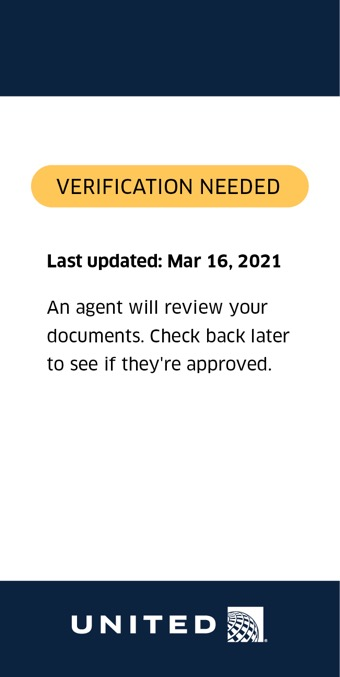 VERIFICATION NEEDED
Last updated: Mar 16, 2021
An agent will review your
documents. Check back later
to see if they're approved.
UNITED